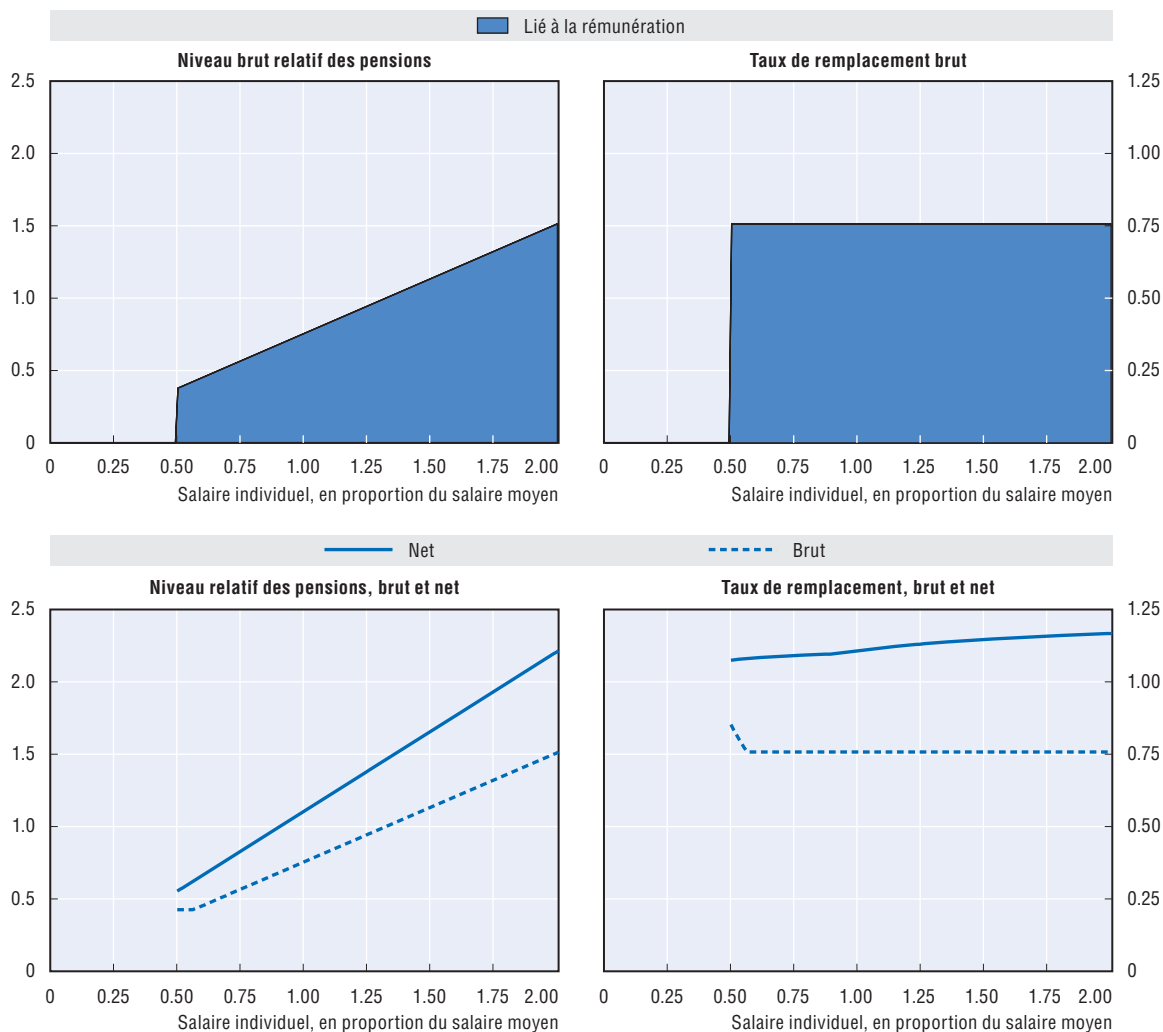 Lié à la rémunération
Niveau brut relatif des pensions
Taux de remplacement brut
2.5
2.0
1.5
1.0
0.5
0
0 0.25 0.50 0.75 1.00 1.25 1.50 1.75 2.00
Salaire individuel, en proportion du salaire moyen
1.25
1.00
0.75
0.50
0.25
0
0 0.25 0.50 0.75 1.00 1.25 1.50 1.75 2.00
Salaire individuel, en proportion du salaire moyen
Net
Brut
Niveau relatif des pensions, brut et net
Taux de remplacement, brut et net
2.5
2.0
1.5
1.0
0.5
0
0 0.25 0.50 0.75 1.00 1.25 1.50 1.75 2.00
Salaire individuel, en proportion du salaire moyen
1.25
1.00
0.75
0.50
0.25
0
0 0.25 0.50 0.75 1.00 1.25 1.50 1.75 2.00
Salaire individuel, en proportion du salaire moyen